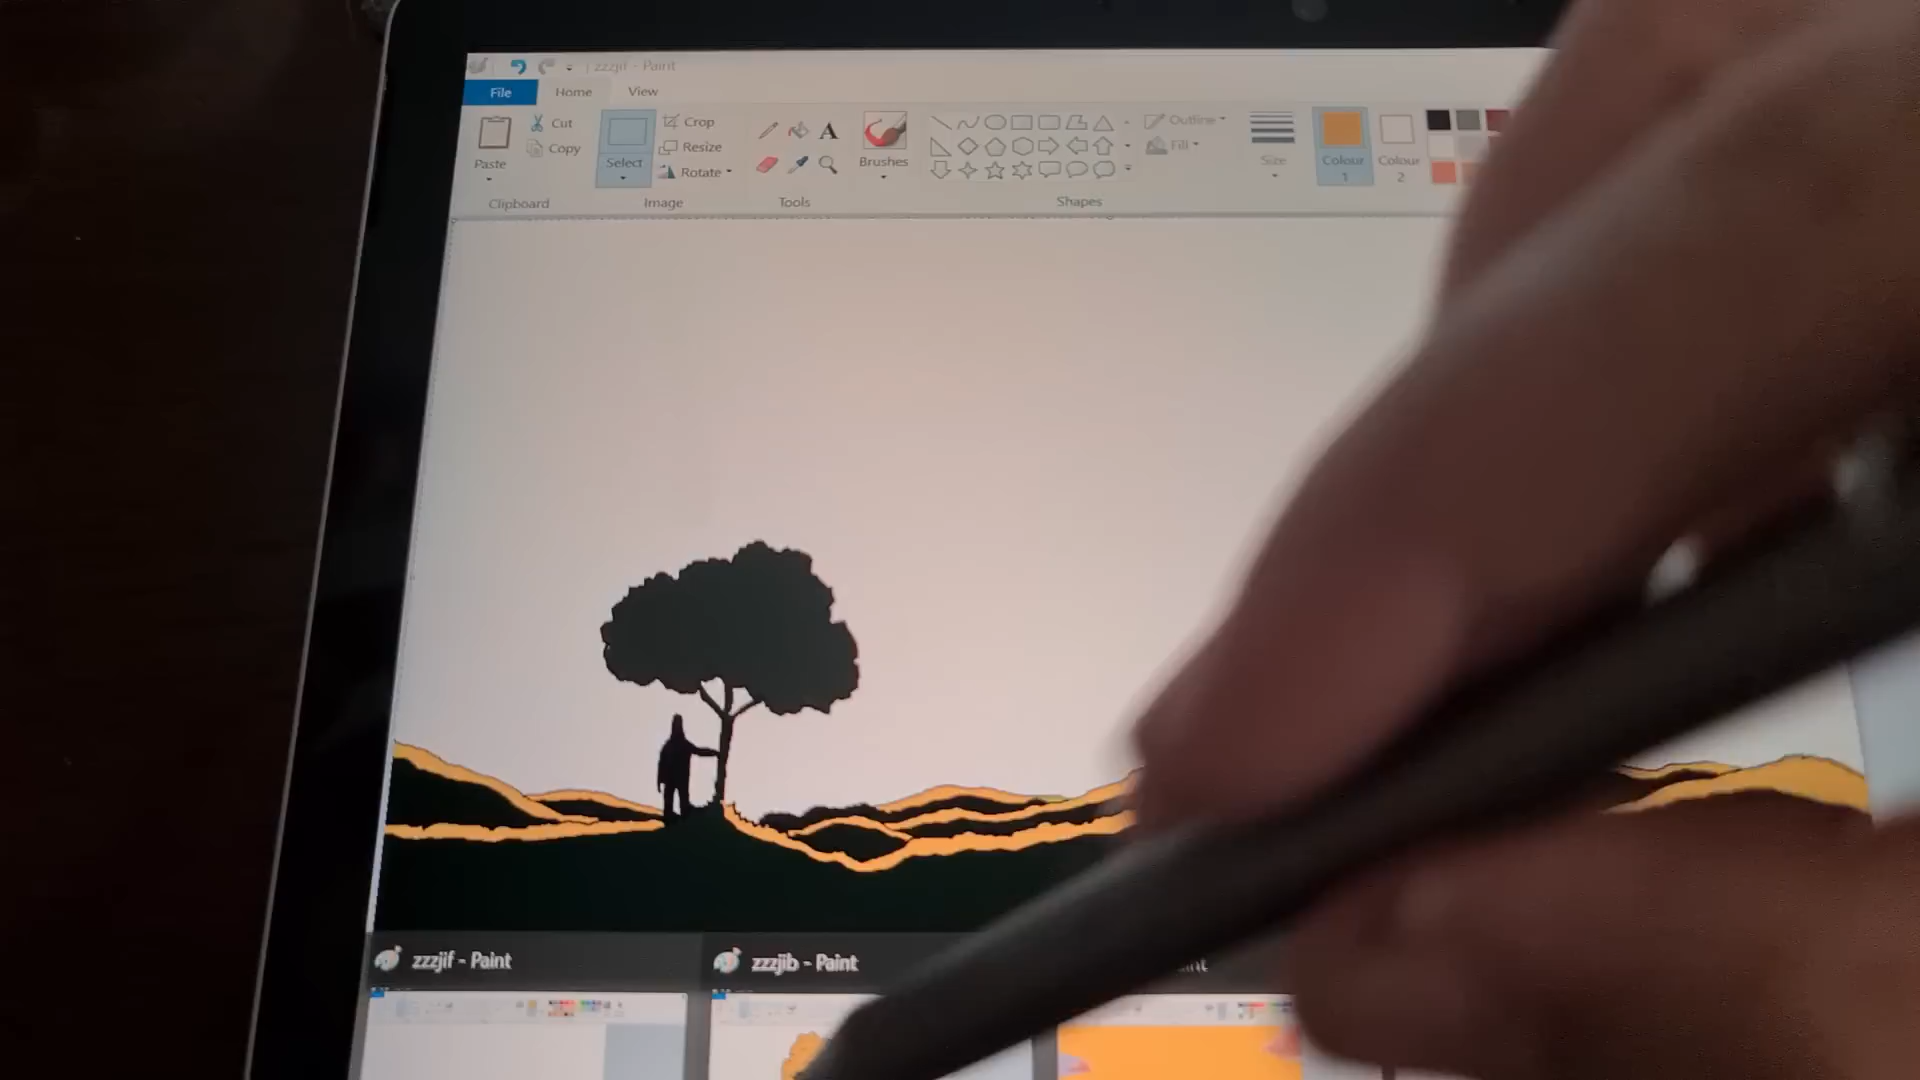 zzzjif - Paint
File Home View
Cut Crop Outline
Copy Resize Fill
Paste Select Rotate A Brushes Size Colour 1 Colour 2
Clipboard Image Tools Shapes
zzzjif - Paint zzzjib - Paint